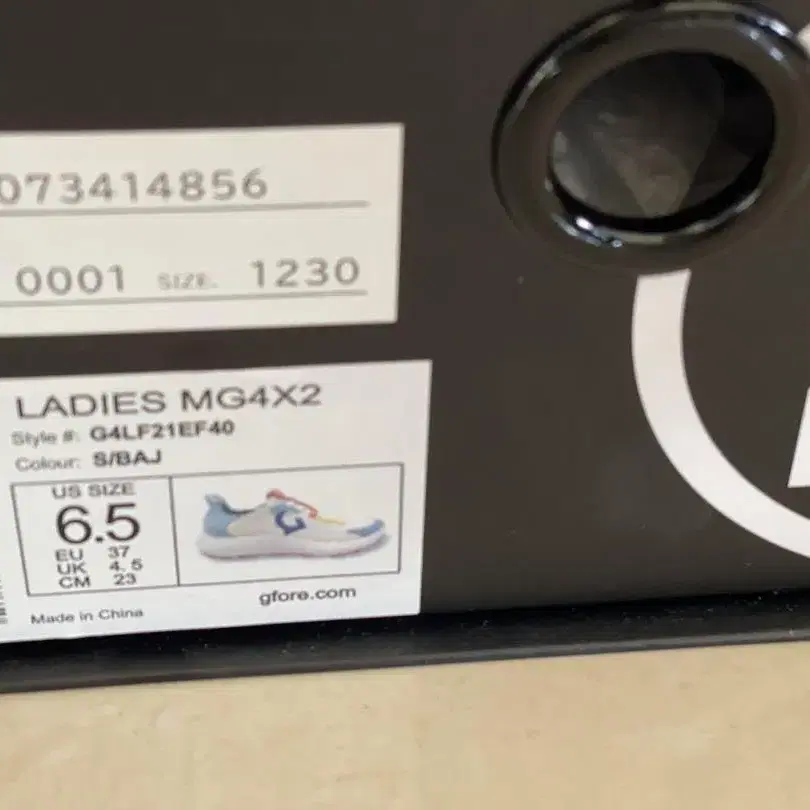 073414856
0001 SIZE. 1230
LADIES MG4X2
Style #: G4LF21EF40
Colour: S/BAJ
US SIZE
6.5
EU 37
UK 4, 5
CM 23
gfore.com
Made in China